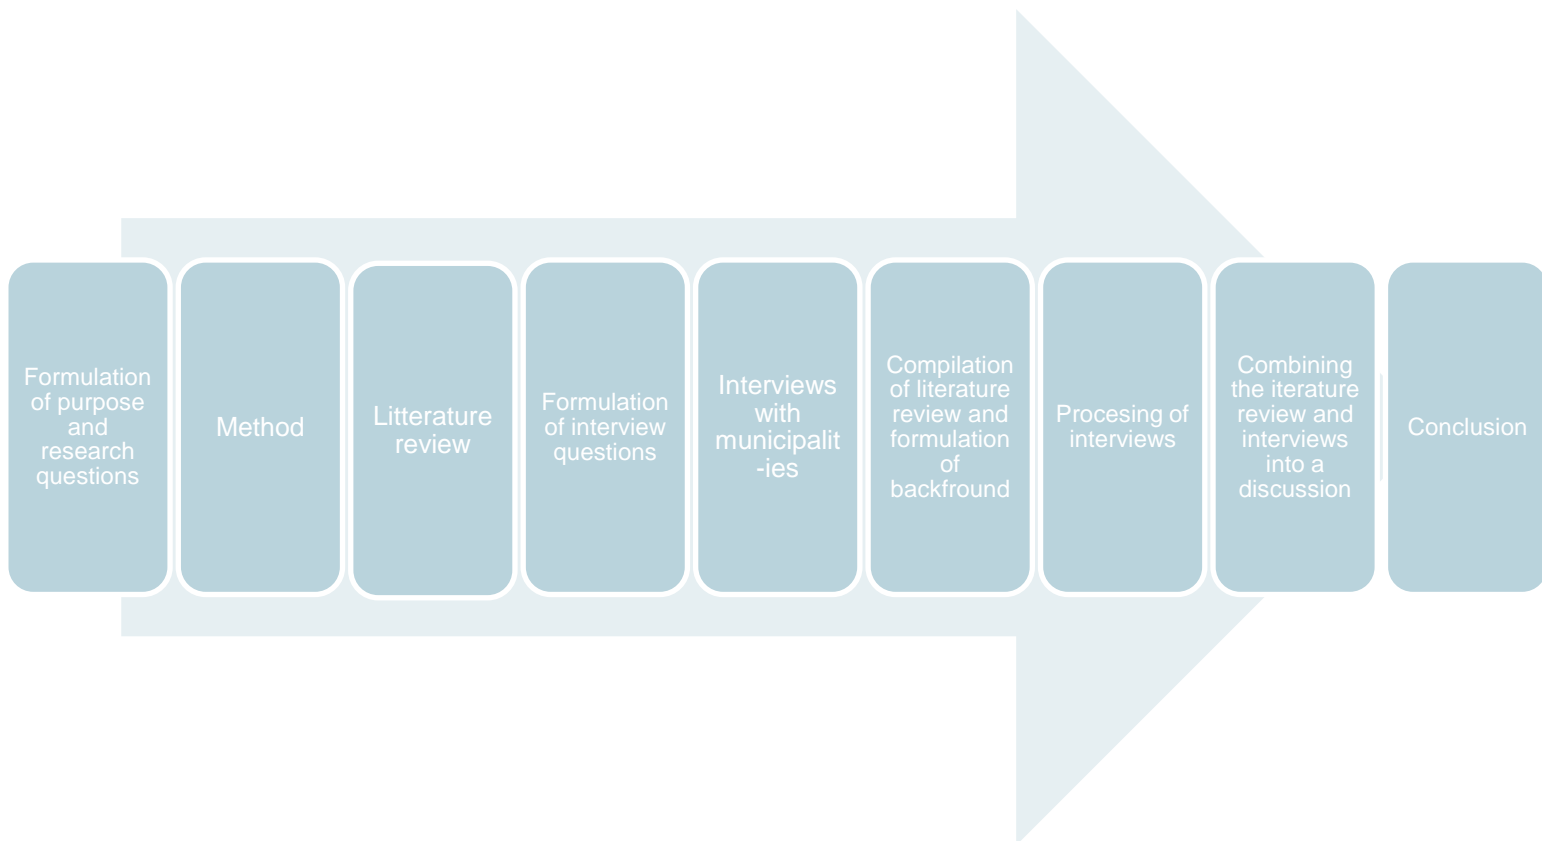 Formulation
of purpose
and
research
questions
Method
Litterature
review
Formulation
of interview
questions
Interviews
with
municipalit
-ies
Compilation
of literature
review and
formulation
of
backfround
Procesing of
interviews
Combining
the iterature
review and
interviews
into a
discussion
Conclusion